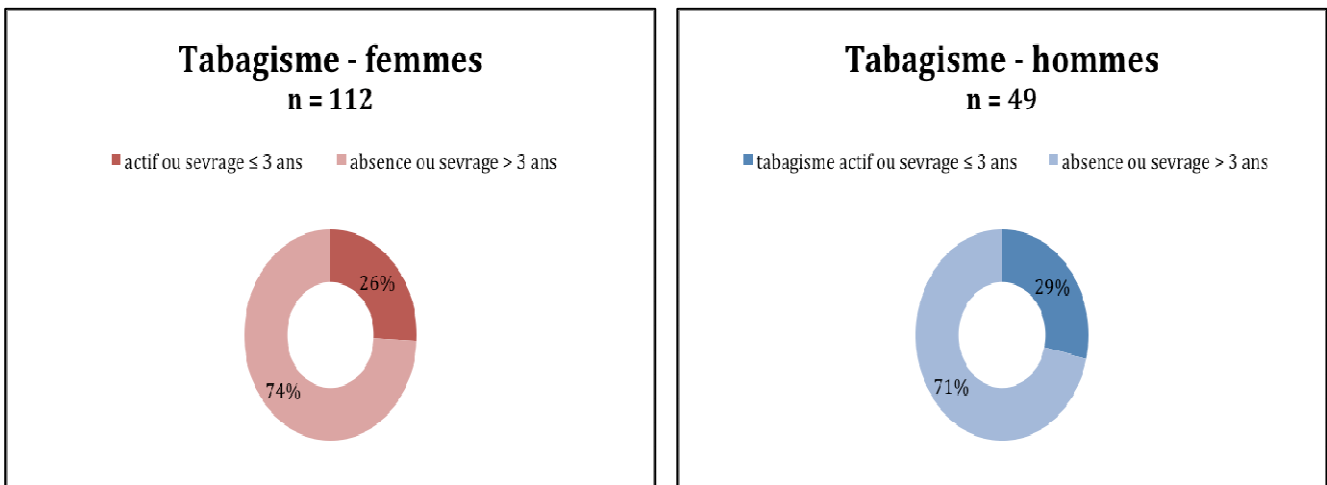 Tabagisme - femmes
n = 112
actif ou sevrage ≤ 3 ans absence ou sevrage > 3 ans
26%
74%
Tabagisme - hommes
n = 49
tabagisme actif ou sevrage ≤ 3 ans absence ou sevrage > 3 ans
29%
71%